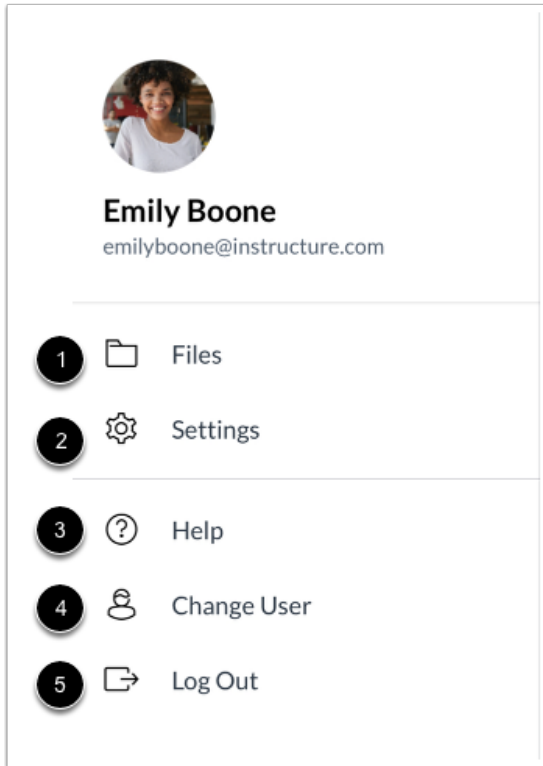 Emily Boone
emilyboone@instructure.com
1 Files
2 Settings
3 Help
4 Change User
5 Log Out